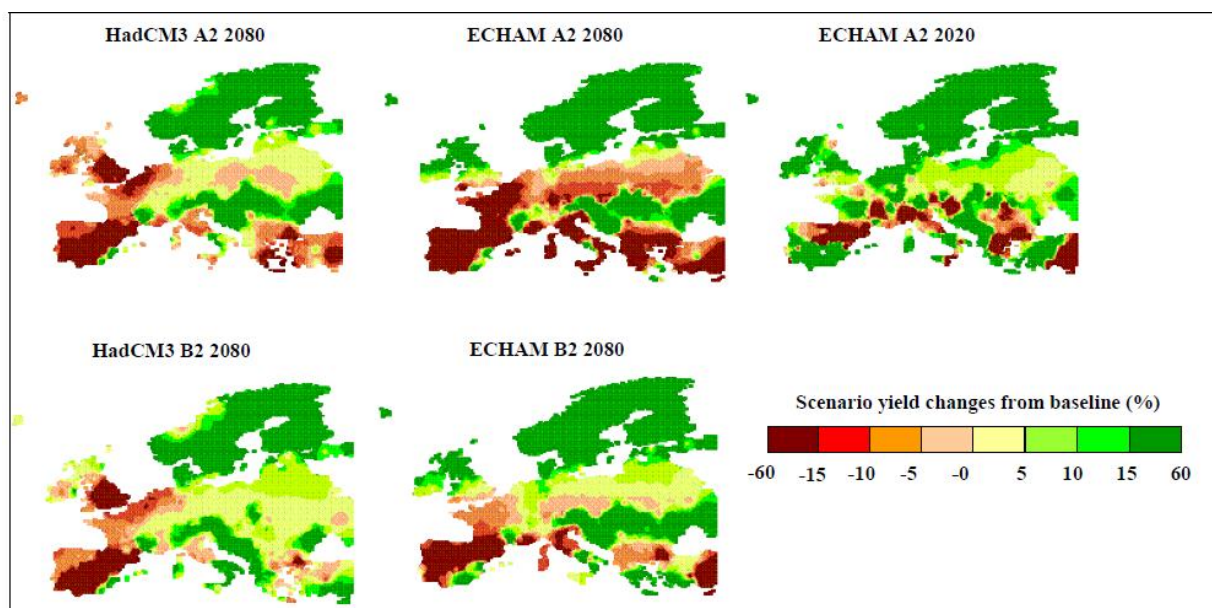 HadCM3 A2 2080
ECHAM A2 2080
ECHAM A2 2020
HadCM3 B2 2080
ECHAM B2 2080
Scenario yield changes from baseline (%)
-60 -15 -10 -5 -0 5 10 15 60